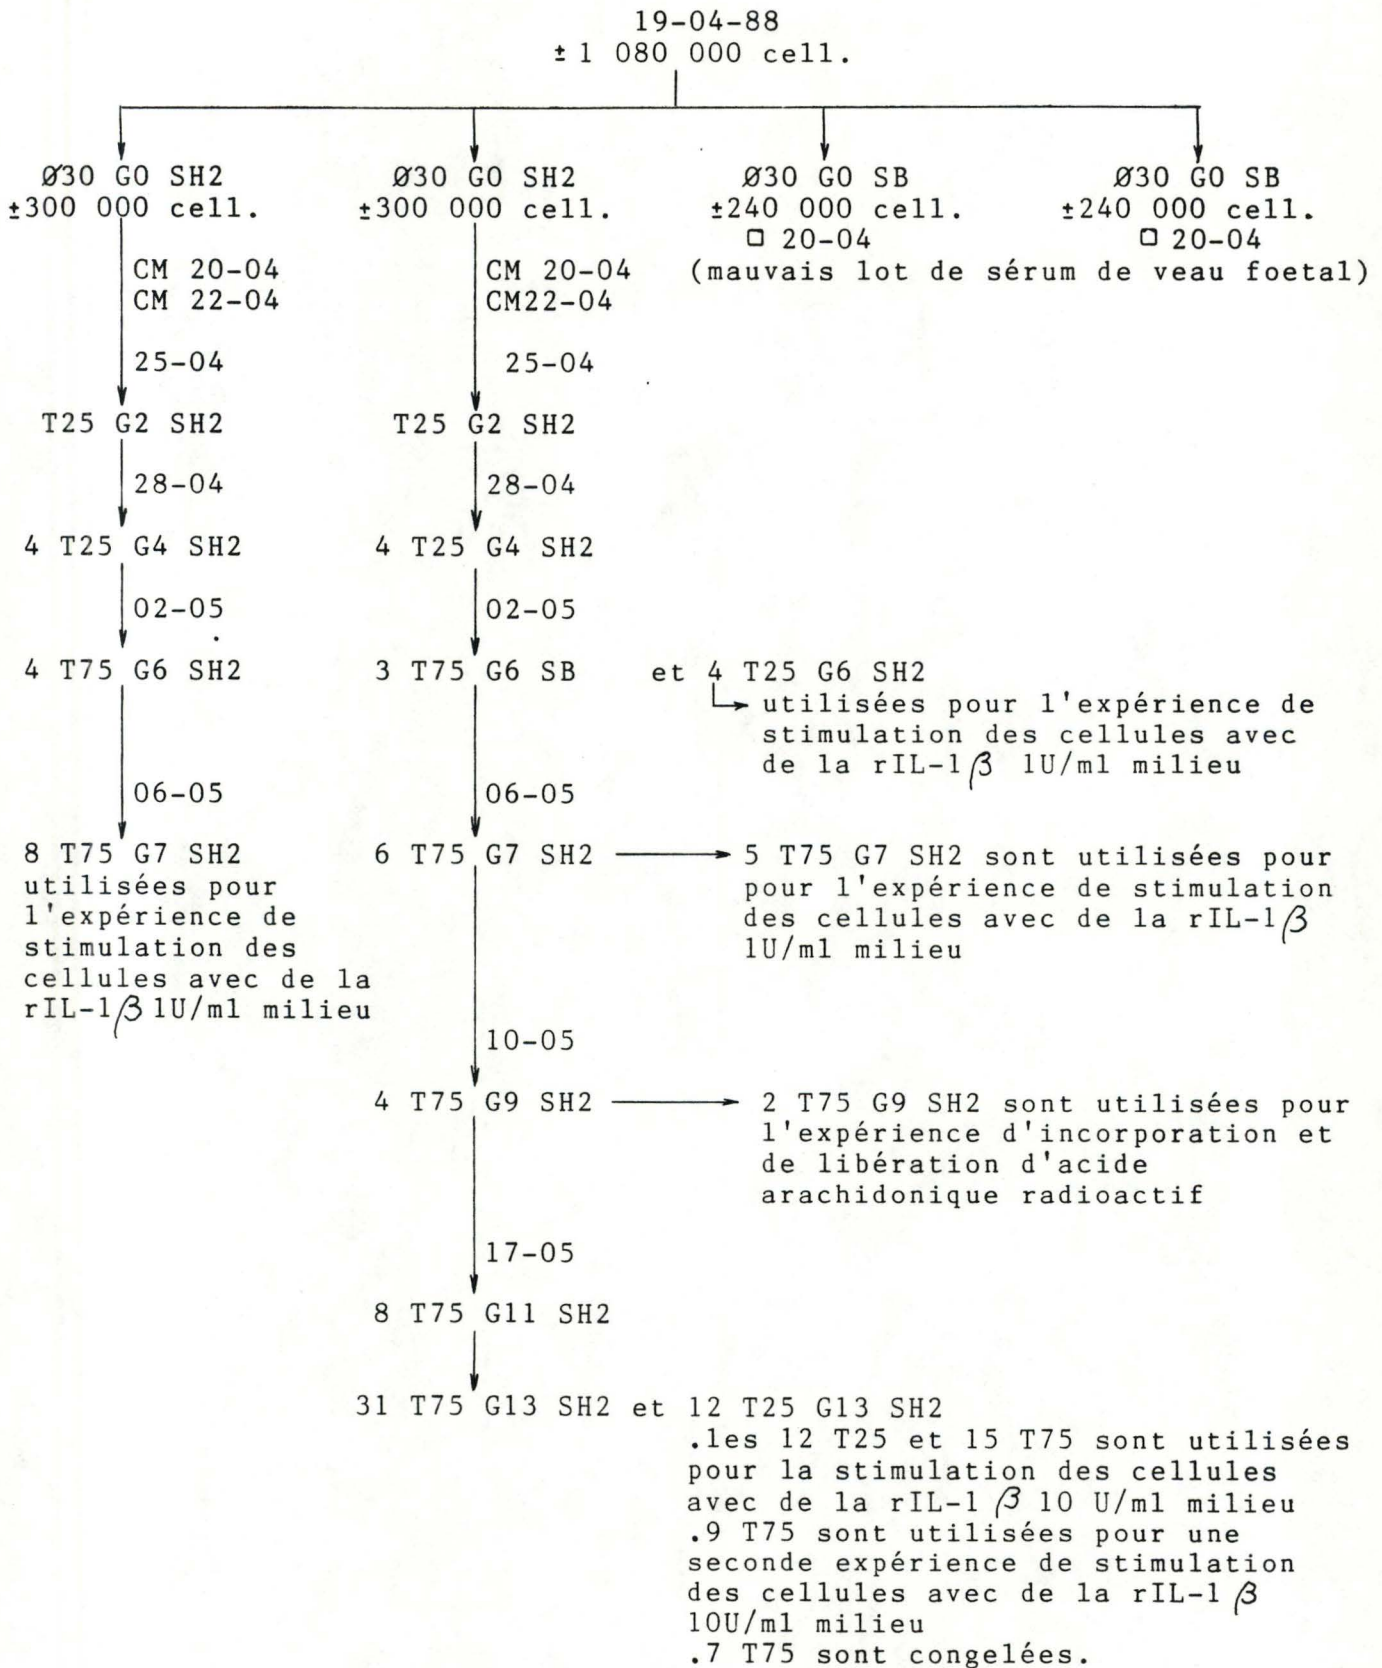 19-04-88
± 1 080 000 cell.
Ø30 G0 SH2 Ø30 G0 SH2 Ø30 G0 SB Ø30 G0 SB
±300 000 cell. ±300 000 cell. ±240 000 cell. ±240 000 cell.
□ 20-04 □ 20-04
CM 20-04 CM 20-04 (mauvais lot de sérum de veau foetal)
CM 22-04 CM22-04
25-04 25-04
T25 G2 SH2 T25 G2 SH2
28-04 28-04
4 T25 G4 SH2 4 T25 G4 SH2
02-05 02-05
4 T75 G6 SH2 3 T75 G6 SB et 4 T25 G6 SH2
utilisées pour l'expérience de
stimulation des cellules avec
de la rIL-1β 1U/ml milieu
06-05 06-05
8 T75 G7 SH2
utilisées pour
l'expérience de
stimulation des
cellules avec de la
rIL-1β 1U/ml milieu
6 T75 G7 SH2 5 T75 G7 SH2 sont utilisées pour
pour l'expérience de stimulation
des cellules avec de la rIL-1β
1U/ml milieu
10-05
4 T75 G9 SH2 2 T75 G9 SH2 sont utilisées pour
l'expérience d'incorporation et
de libération d'acide
arachidonique radioactif
17-05
8 T75 G11 SH2
31 T75 G13 SH2 et 12 T25 G13 SH2
.les 12 T25 et 15 T75 sont utilisées
pour la stimulation des cellules
avec de la rIL-1 β 10 U/ml milieu
.9 T75 sont utilisées pour une
seconde expérience de stimulation
des cellules avec de la rIL-1 β
10U/ml milieu
.7 T75 sont congelées.